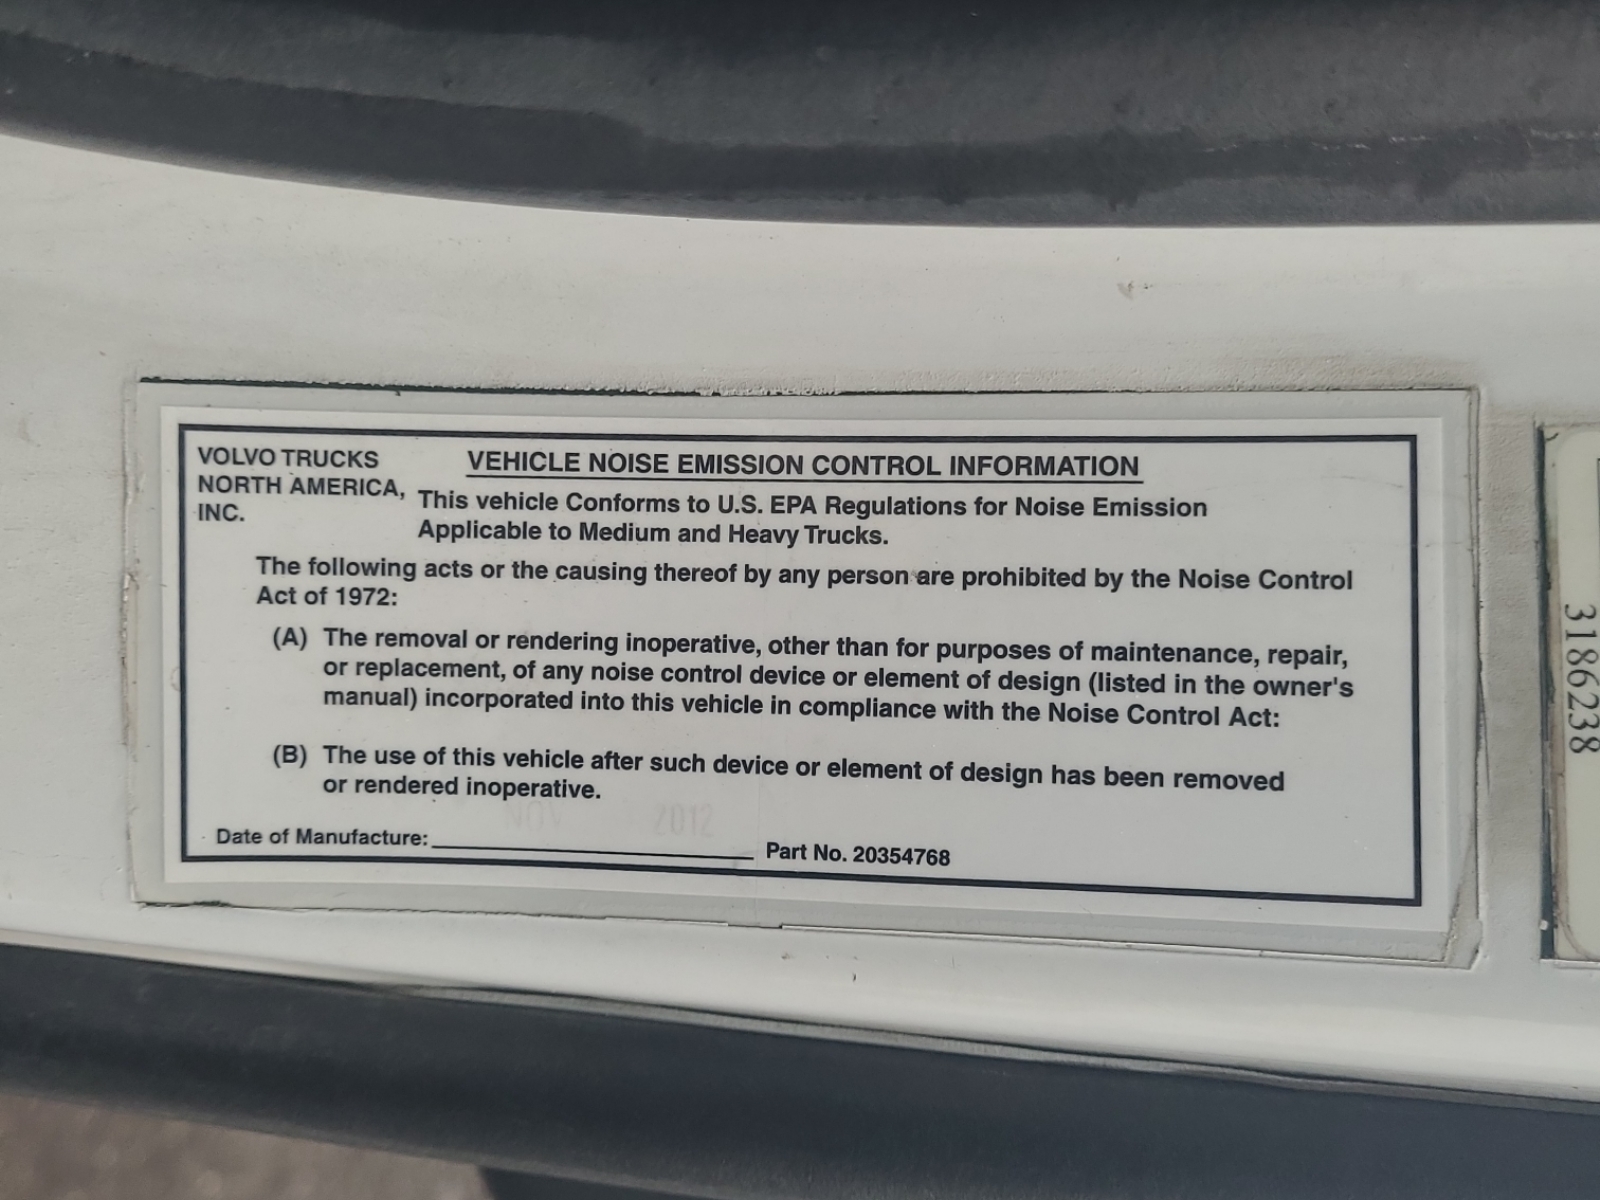 VOLVO TRUCKS
NORTH AMERICA,
INC.
VEHICLE NOISE EMISSION CONTROL INFORMATION
This vehicle Conforms to U.S. EPA Regulations for Noise Emission
Applicable to Medium and Heavy Trucks.
The following acts or the causing thereof by any person are prohibited by the Noise Control
Act of 1972:
(A) The removal or rendering inoperative, other than for purposes of maintenance, repair,
or replacement, of any noise control device or element of design (listed in the owner's
manual) incorporated into this vehicle in compliance with the Noise Control Act:
(B) The use of this vehicle after such device or element of design has been removed
or rendered inoperative.
NOV 2012
Date of Manufacture:
Part No. 20354768
3186238